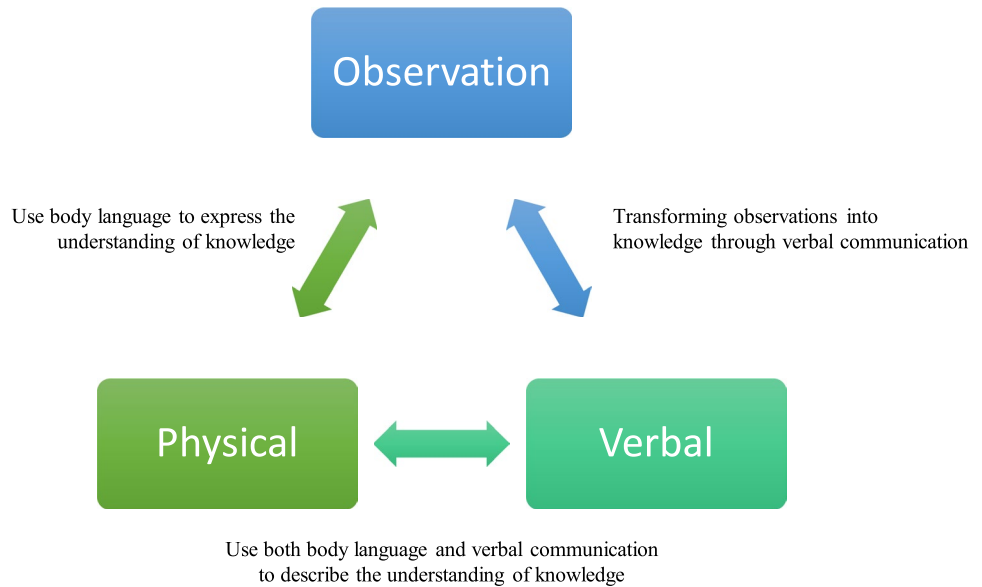 Observation
Use body language to express the
understanding of knowledge
Transforming observations into
knowledge through verbal communication
Physical
Verbal
Use both body language and verbal communication
to describe the understanding of knowledge